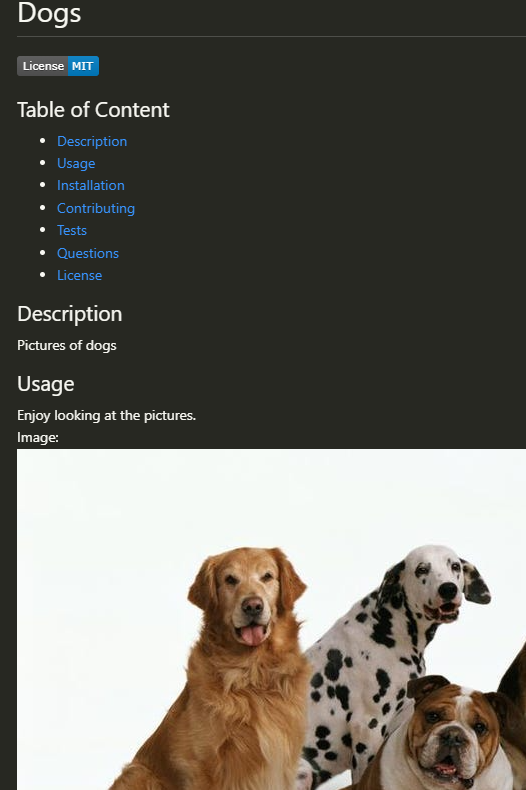 Dogs
License MIT
Table of Content
Description
Usage
Installation
Contributing
Tests
Questions
License
Description
Pictures of dogs
Usage
Enjoy looking at the pictures.
Image: